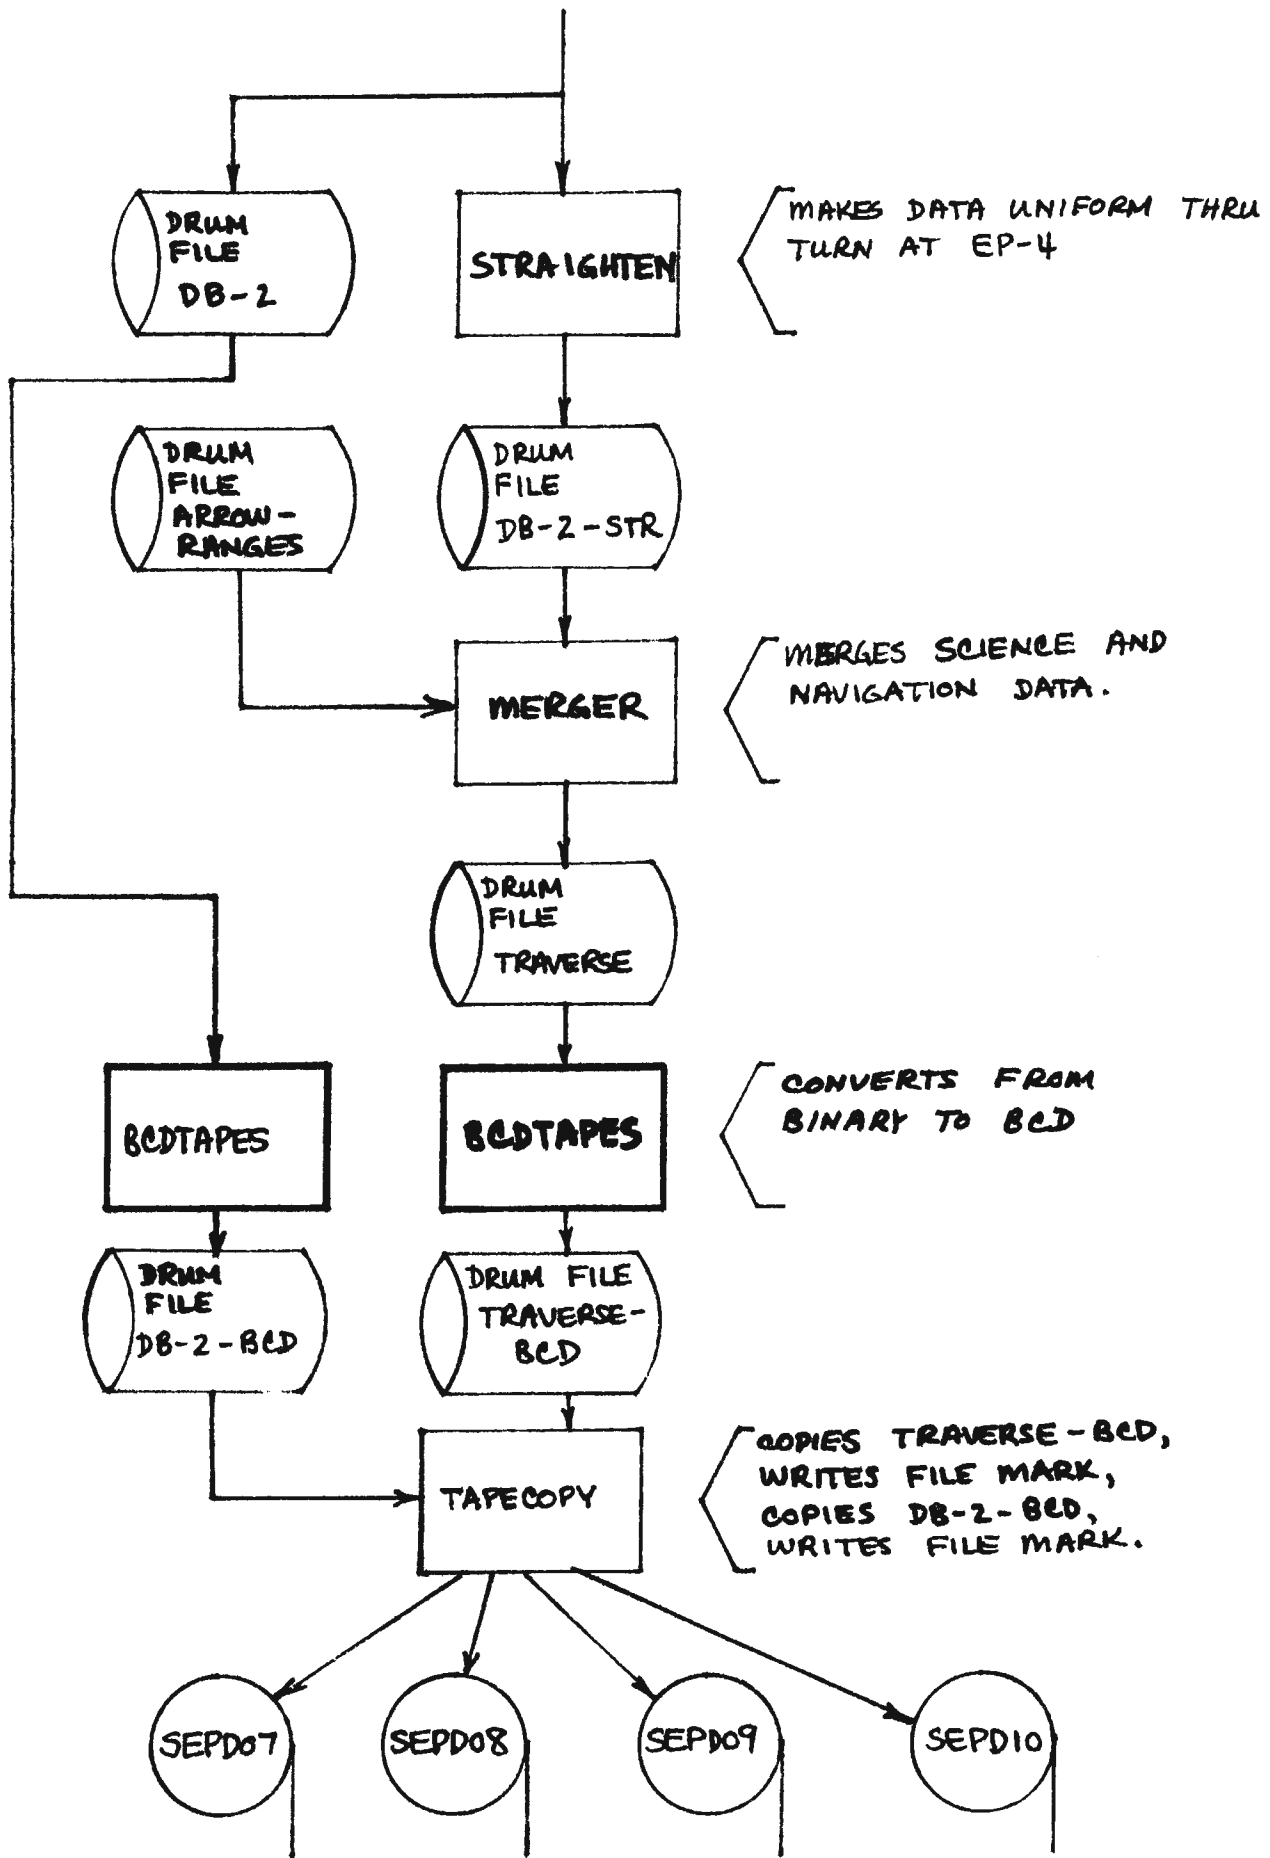 DRUM
FILE
DB-2
STRAIGHTEN
MAKES DATA UNIFORM THRU
TURN AT EP-4
DRUM
FILE
ARROW-
RANGES
DRUM
FILE
DB-2-STR
MERGER
MERGES SCIENCE AND
NAVIGATION DATA.
DRUM
FILE
TRAVERSE
BCDTAPES
BCDTAPES
CONVERTS FROM
BINARY TO BCD
DRUM
FILE
DB-2-BCD
DRUM FILE
TRAVERSE-
BCD
TAPECOPY
COPIES TRAVERSE-BCD,
WRITES FILE MARK,
COPIES DB-2-BCD,
WRITES FILE MARK.
SEPD07
SEPD08
SEPD09
SEPD10